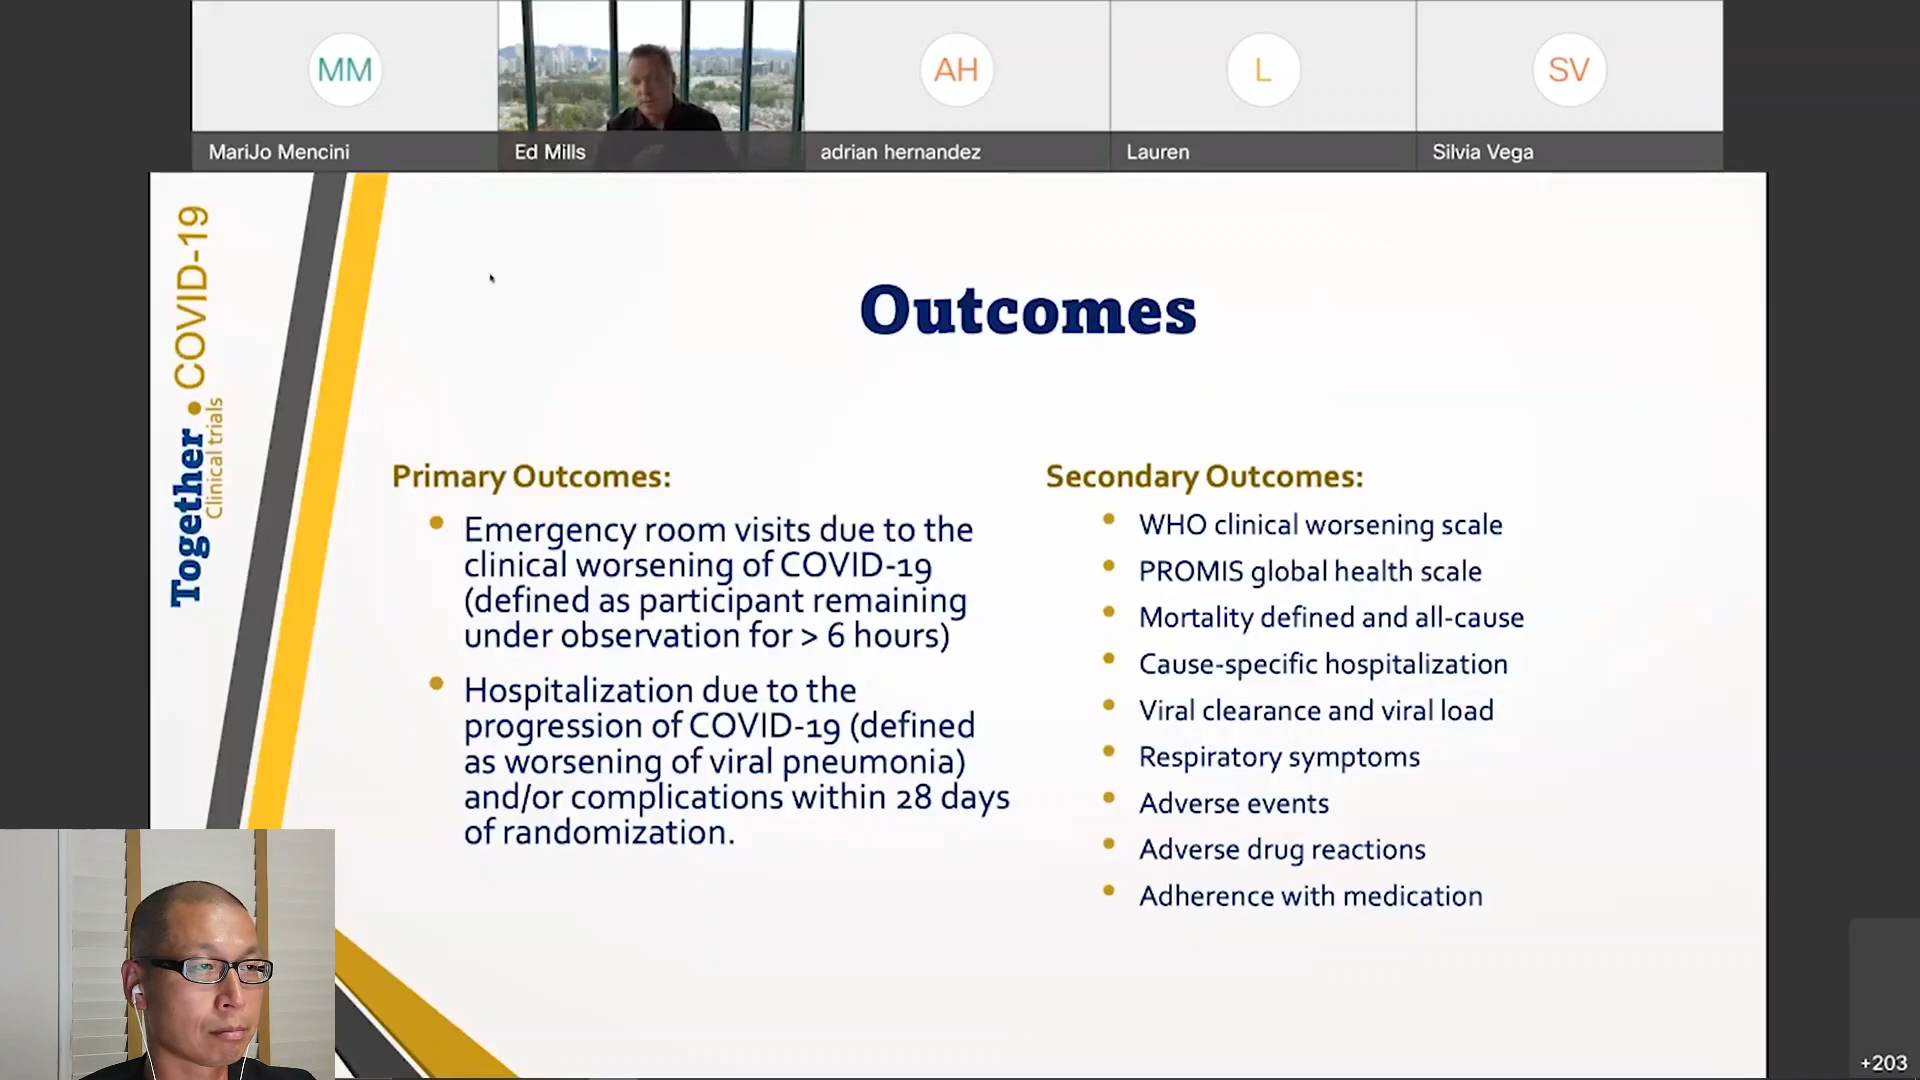 MM
AH
L
SV
MariJo Mencini
Ed Mills
adrian hernandez
Lauren
Silvia Vega
Together • COVID-19
Clinical trials
Outcomes
Primary Outcomes:
• Emergency room visits due to the
clinical worsening of COVID-19
(defined as participant remaining
under observation for > 6 hours)
• Hospitalization due to the
progression of COVID-19 (defined
as worsening of viral pneumonia)
and/or complications within 28 days
of randomization.
Secondary Outcomes:
• WHO clinical worsening scale
• PROMIS global health scale
• Mortality defined and all-cause
• Cause-specific hospitalization
• Viral clearance and viral load
• Respiratory symptoms
• Adverse events
• Adverse drug reactions
• Adherence with medication
+203